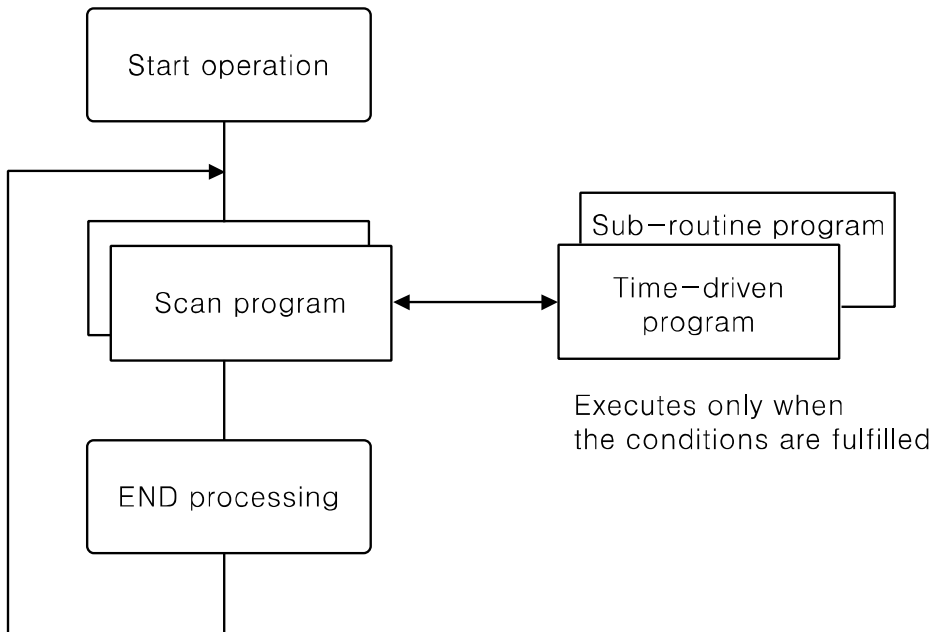 Start operation
Sub-routine program
Scan program
Time-driven
program
Executes only when
the conditions are fulfilled
END processing